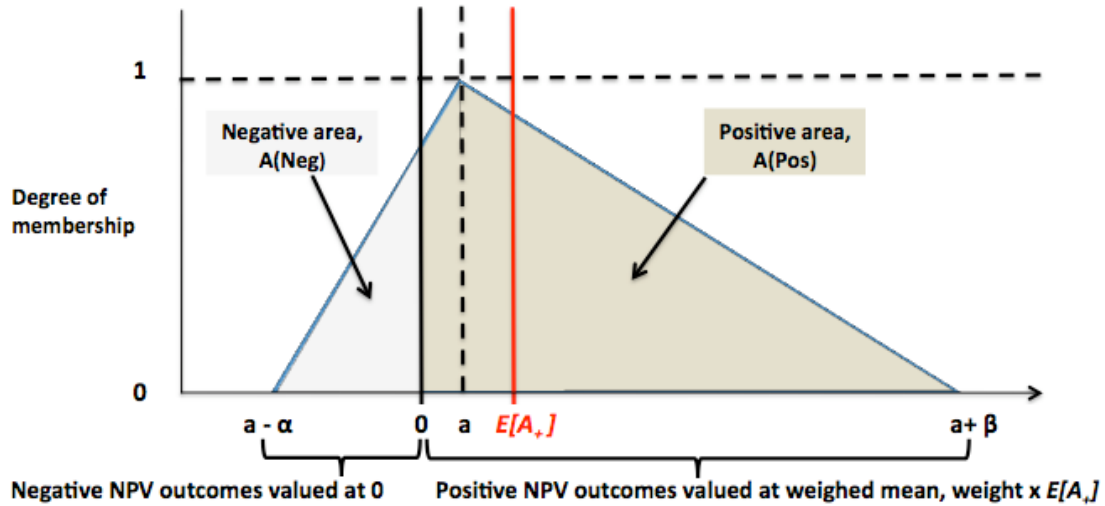 1
Negative area,
A(Neg)
Positive area,
A(Pos)
Degree of
membership
0
a - α 0 a E[A+] a+ β
Negative NPV outcomes valued at 0 Positive NPV outcomes valued at weighed mean, weight x E[A+]